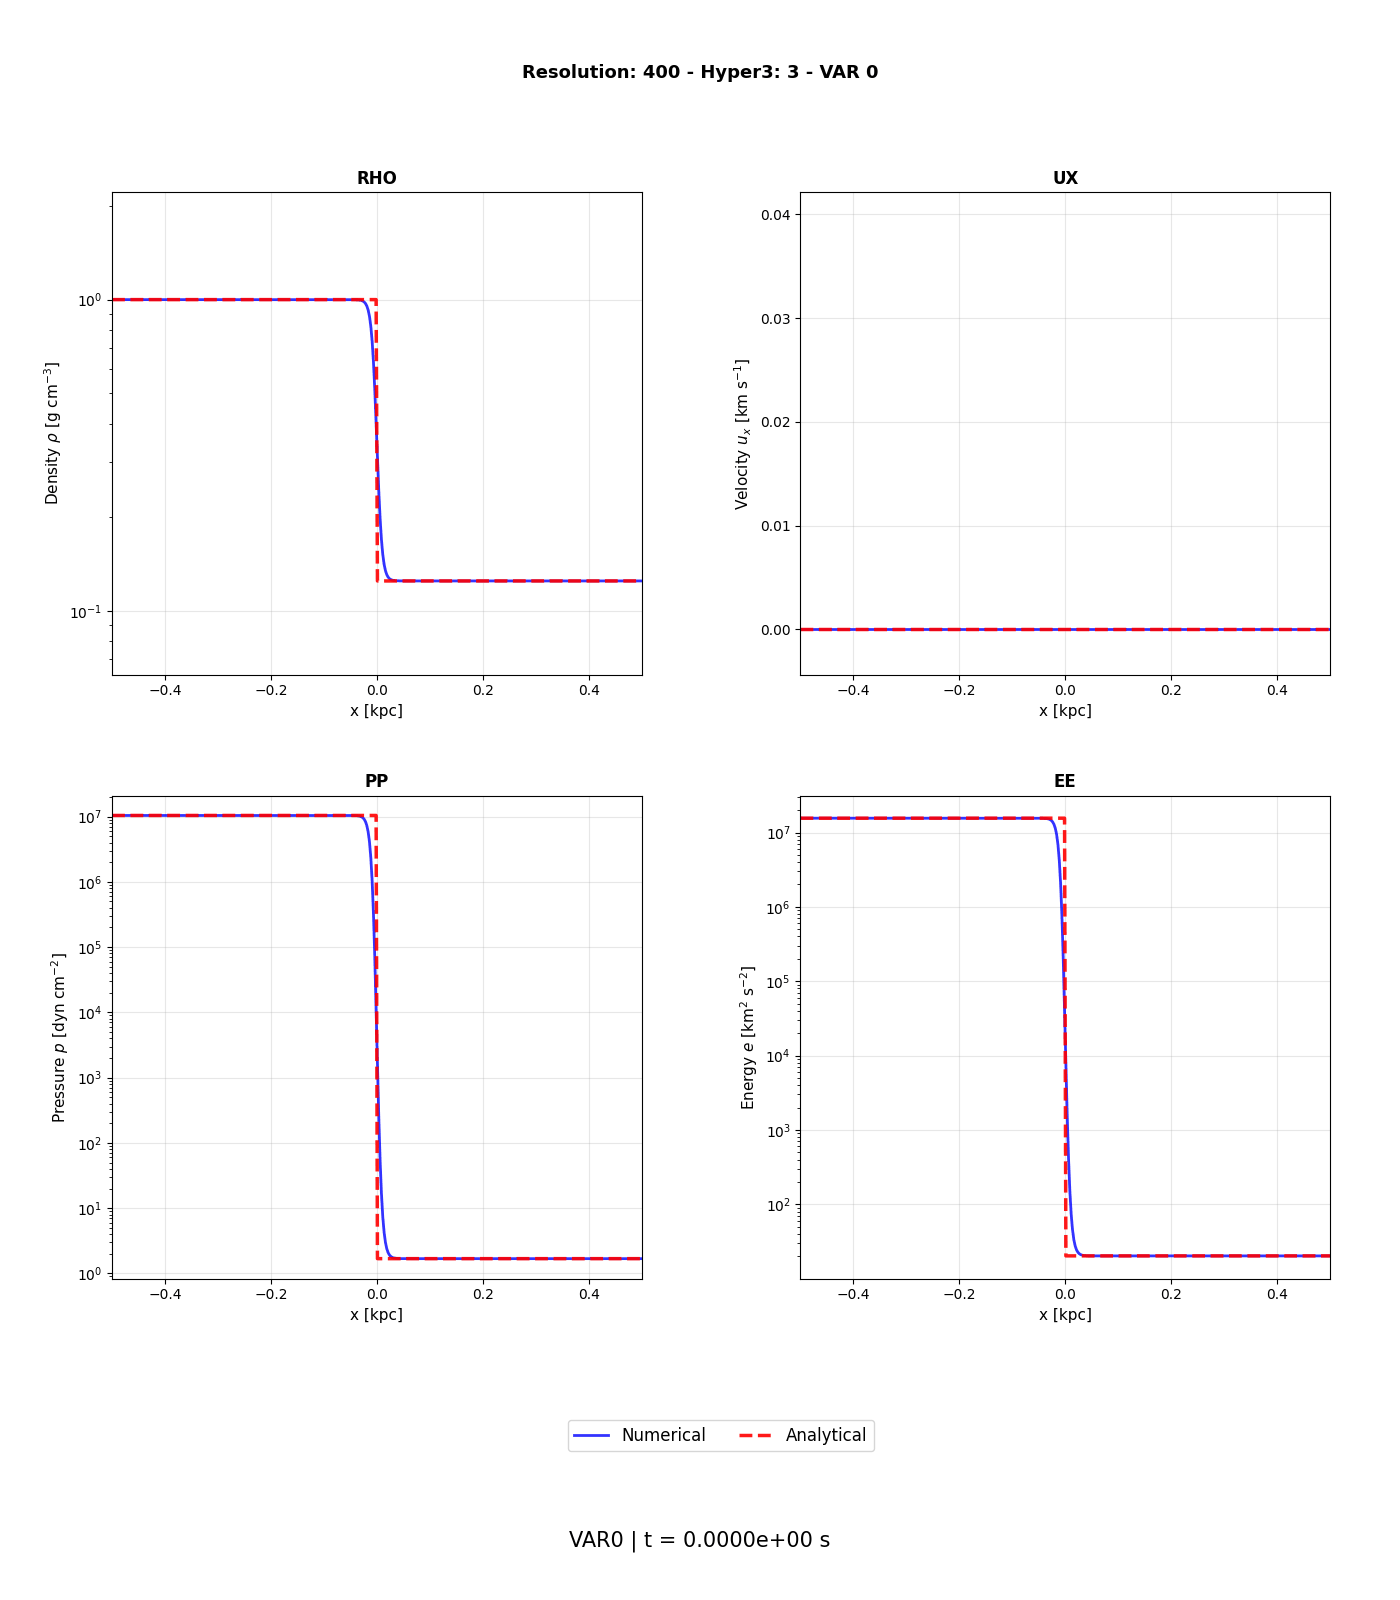 Resolution: 400 - Hyper3: 3 - VAR 0
RHO
Density ρ [g cm⁻³]
10⁰
10⁻¹
−0.4
−0.2
0.0
0.2
0.4
x [kpc]
UX
Velocity uₓ [km s⁻¹]
0.04
0.03
0.02
0.01
0.00
−0.4
−0.2
0.0
0.2
0.4
x [kpc]
PP
Pressure p [dyn cm⁻²]
10⁷
10⁶
10⁵
10⁴
10³
10²
10¹
10⁰
−0.4
−0.2
0.0
0.2
0.4
x [kpc]
EE
Energy e [km² s⁻²]
10⁷
10⁶
10⁵
10⁴
10³
10²
−0.4
−0.2
0.0
0.2
0.4
x [kpc]
Numerical
Analytical
VAR0 | t = 0.0000e+00 s